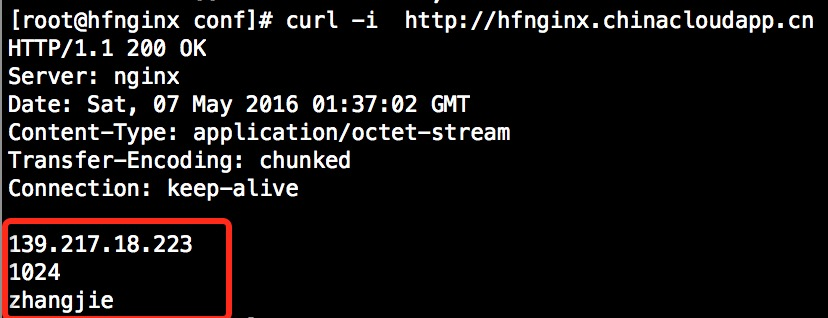 [root@hfnginx conf]# curl -i  http://hfnginx.chinacloudapp.cn
HTTP/1.1 200 OK
Server: nginx
Date: Sat, 07 May 2016 01:37:02 GMT
Content-Type: application/octet-stream
Transfer-Encoding: chunked
Connection: keep-alive
139.217.18.223
1024
zhangjie